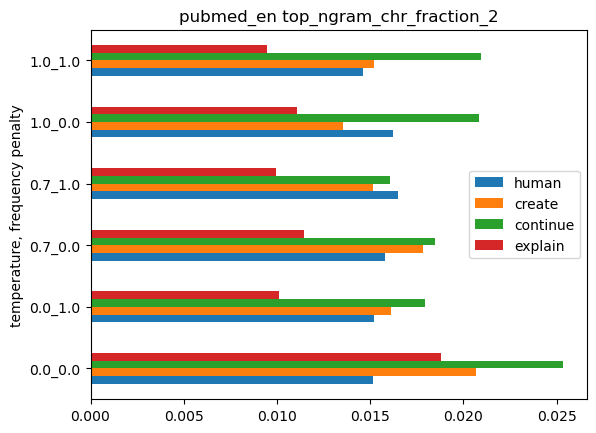 pubmed_en top_ngram_chr_fraction_2
temperature, frequency penalty
1.0_1.0
1.0_0.0
0.7_1.0
0.7_0.0
0.0_1.0
0.0_0.0
human
create
continue
explain
0.000 0.005 0.010 0.015 0.020 0.025